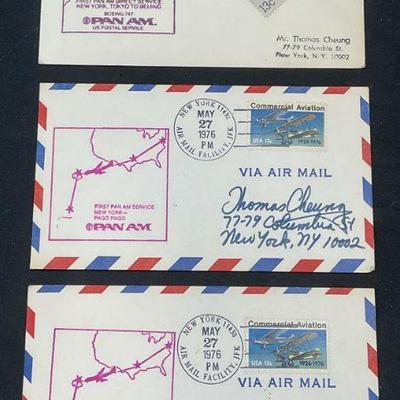 FIRST PAN AM DIRECT SERVICE
NEW YORK, TOKYO TO BEIJING
BOEING 747
PAN AM
US POSTAL SERVICE
13c
Mr. Thomas Cheung
77-79 Columbia St.
New York, N. Y. 10002
NEW YORK 11430
MAY
27
1976
PM
AIR MAIL FACILITY, JFK
Commercial Aviation
USA 13c 1926-1976
VIA AIR MAIL
FIRST PAN AM SERVICE
NEW YORK—
PAGO PAGO
PAN AM.
Thomas Cheung
77-79 Columbia St
New York, NY 10002
NEW YORK 11430
MAY
27
1976
PM
AIR MAIL FACILITY, JFK
Commercial Aviation
USA 13c 1926-1976
VIA AIR MAIL